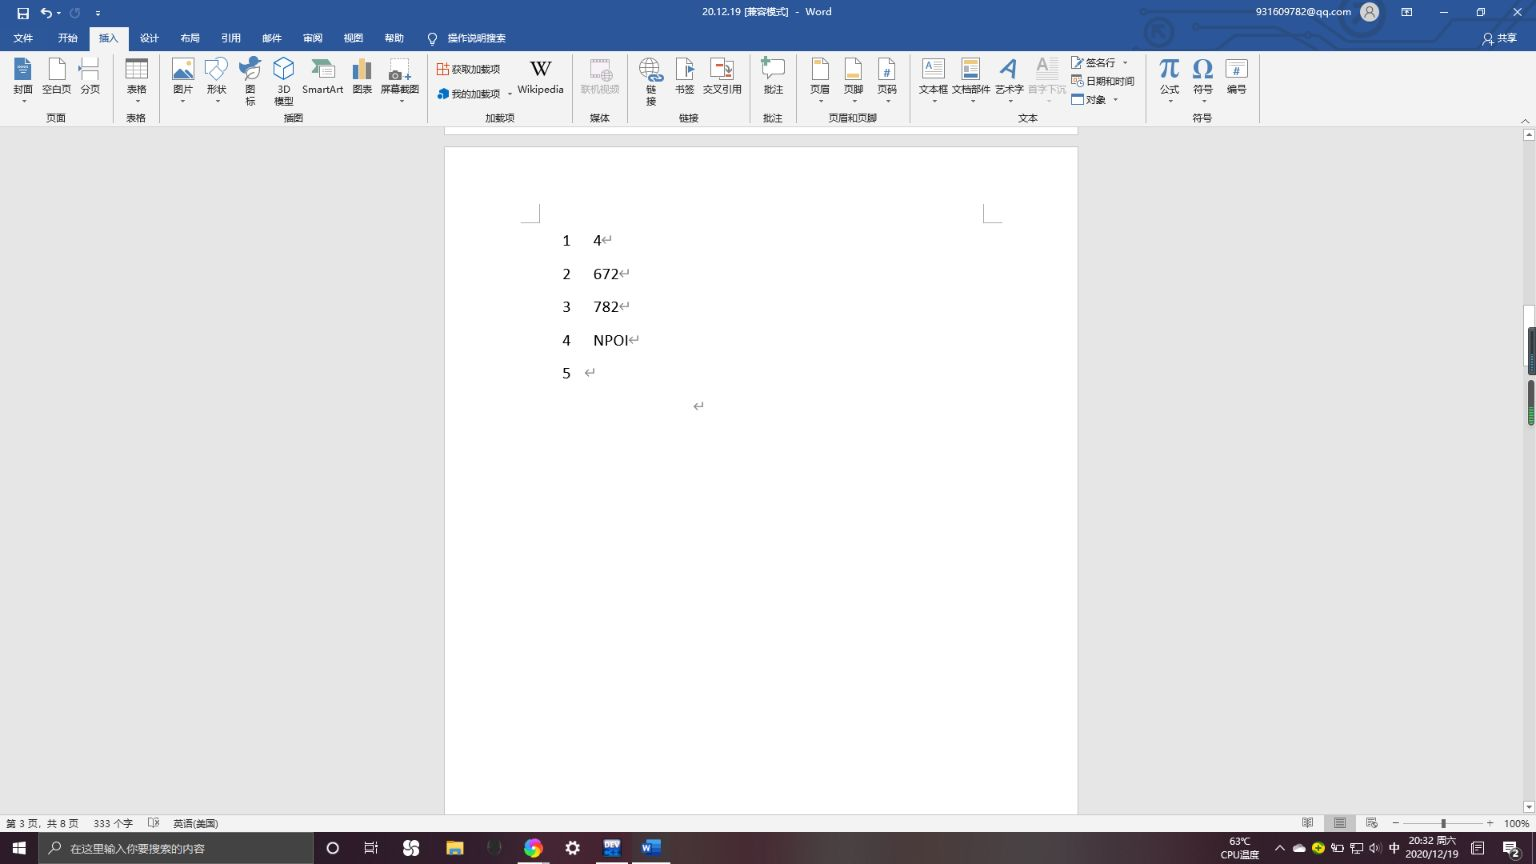 20.12.19 [兼容模式] - Word
931609782@qq.com
文件 开始 插入 设计 布局 引用 邮件 审阅 视图 帮助 操作说明搜索
共享
封面 空白页 分页
页面
表格
表格
图片 形状 图标 3D模型 SmartArt 图表 屏幕截图
插图
获取加载项
我的加载项
Wikipedia
加载项
联机视频
媒体
链接 书签 交叉引用
链接
批注
批注
页眉 页脚 页码
页眉和页脚
文本框 文档部件 艺术字 首字下沉
签名行
日期和时间
对象
文本
公式 符号 编号
符号
1 4
2 672
3 782
4 NPOI
5
第 3 页，共 8 页 333 个字 英语(美国)
100%
在这里输入你要搜索的内容
DEV
63℃
CPU温度
中
20:32 周六
2020/12/19
2